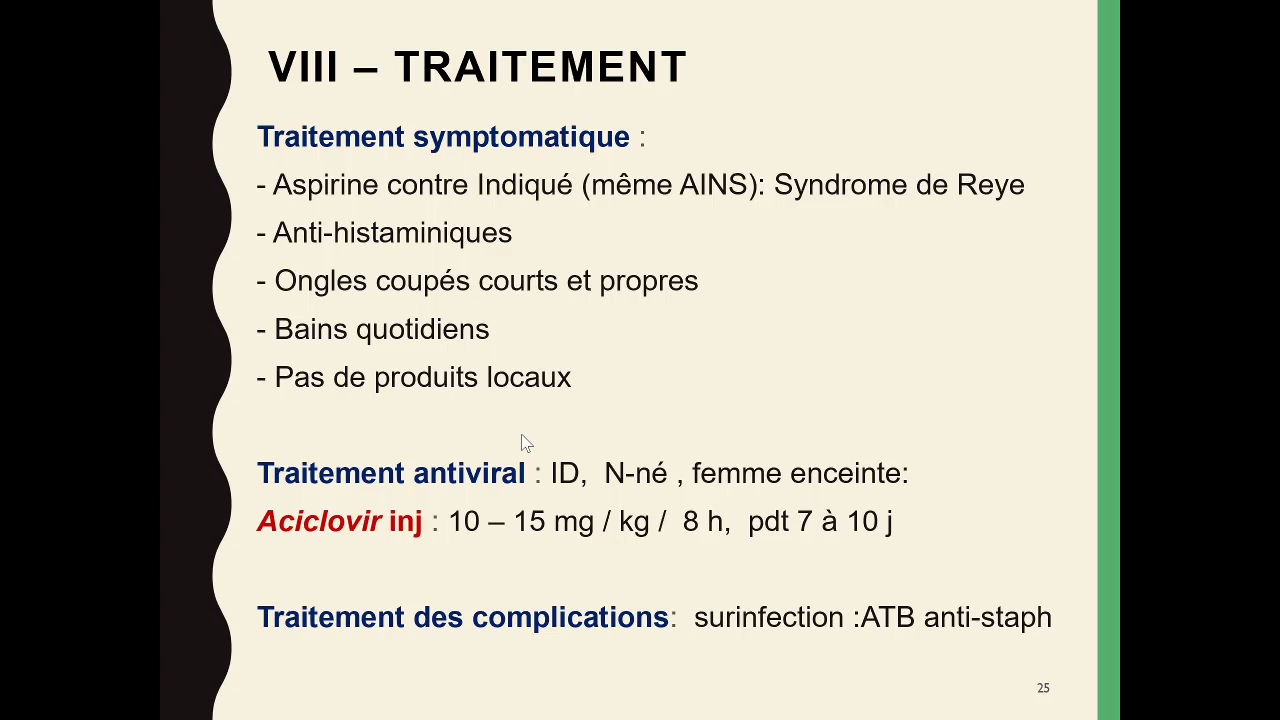 VIII – TRAITEMENT
Traitement symptomatique :
- Aspirine contre Indiqué (même AINS): Syndrome de Reye
- Anti-histaminiques
- Ongles coupés courts et propres
- Bains quotidiens
- Pas de produits locaux
Traitement antiviral : ID, N-né , femme enceinte:
Aciclovir inj : 10 – 15 mg / kg / 8 h, pdt 7 à 10 j
Traitement des complications: surinfection :ATB anti-staph
25